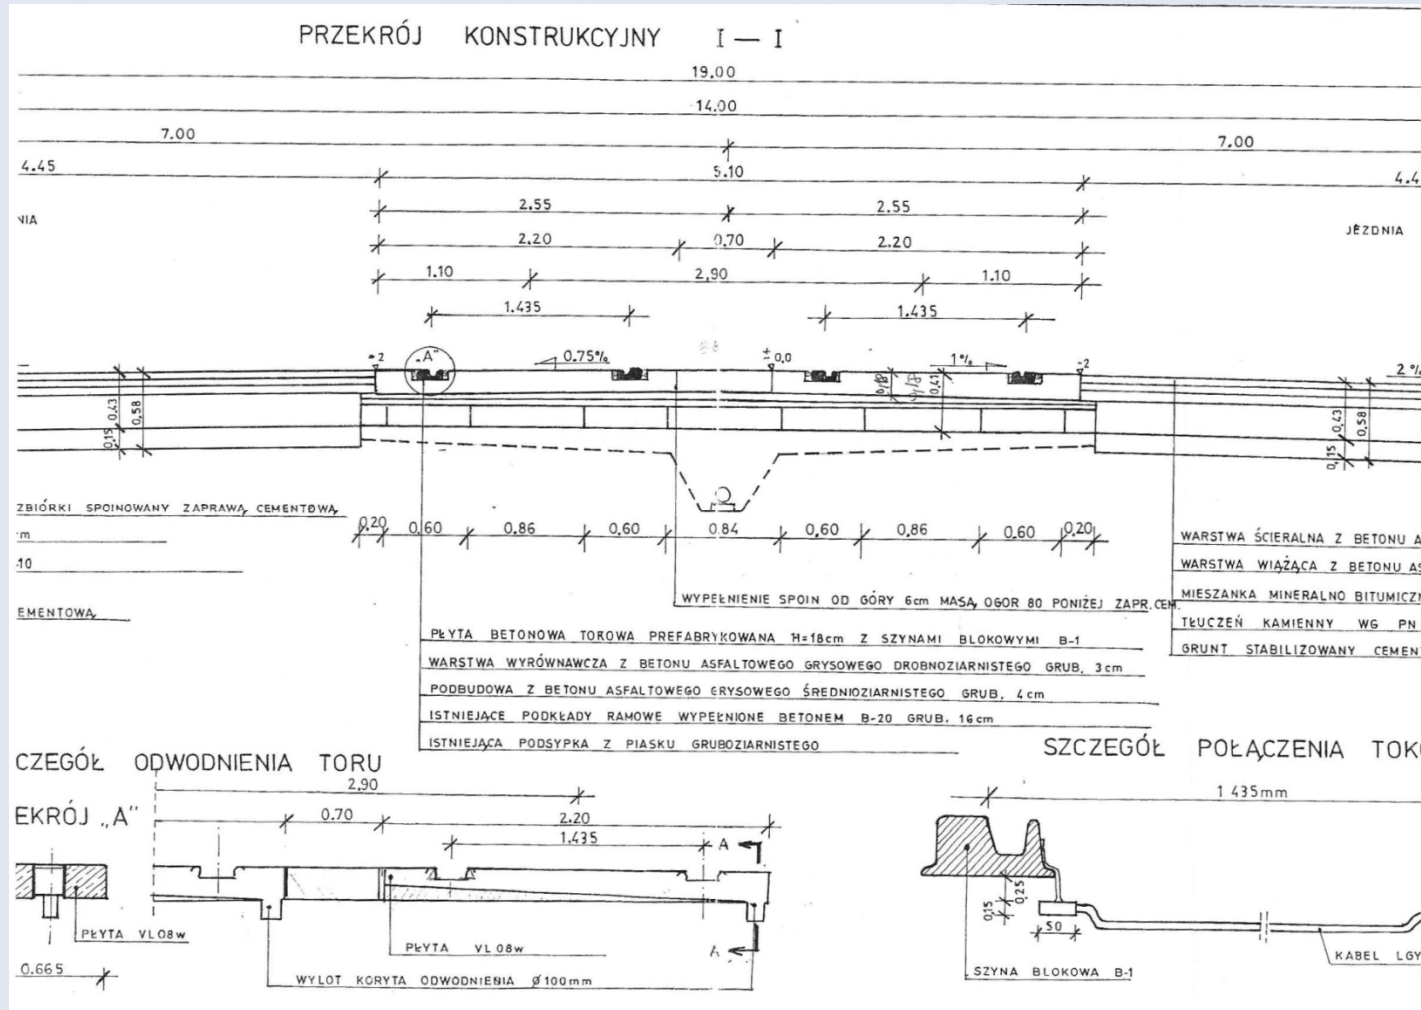 PRZEKRÓJ KONSTRUKCYJNY I — I
19.00
14.00
7.00 7.00
4.45 5.10 4.4
2.55 2.55
NIA JEZDNIA
2.20 0.70 2.20
1.10 2.90 1.10
1.435 1.435
-2 „A" 0.75% 0,0 1% -2 2%
0,43 0,58 0,15 0,41 0,43 0,58 0,15
ZBIÓRKI SPOINOWANY ZAPRAWĄ CEMENTOWĄ
m
10
EMENTOWĄ
0,20 0,60 0,86 0,60 0,84 0,60 0,86 0,60 0,20
WARSTWA ŚCIERALNA Z BETONU A
WARSTWA WIĄŻĄCA Z BETONU AS
MIESZANKA MINERALNO BITUMICZN
TŁUCZEŃ KAMIENNY WG PN
GRUNT STABILIZOWANY CEMEN
WYPEŁNIENIE SPOIN OD GÓRY 6cm MASĄ OGOR 80 PONIŻEJ ZAPR.CEM.
PŁYTA BETONOWA TOROWA PREFABRYKOWANA H=18cm Z SZYNAMI BLOKOWYMI B-1
WARSTWA WYRÓWNAWCZA Z BETONU ASFALTOWEGO GRYSOWEGO DROBNOZIARNISTEGO GRUB. 3cm
PODBUDOWA Z BETONU ASFALTOWEGO GRYSOWEGO ŚREDNIOZIARNISTEGO GRUB. 4cm
ISTNIEJĄCE PODKŁADY RAMOWE WYPEŁNIONE BETONEM B-20 GRUB. 16cm
ISTNIEJĄCA PODSYPKA Z PIASKU GRUBOZIARNISTEGO
CZEGÓŁ ODWODNIENIA TORU
EKRÓJ „A"
2,90
0.70 2.20
1.435
A
A
PŁYTA VL08w
PŁYTA VL08w
0.665
WYLOT KORYTA ODWODNIENIA Ø100mm
SZCZEGÓŁ POŁĄCZENIA TOK
1 435mm
0,25
0,15
50
SZYNA BLOKOWA B-1
KABEL LGY